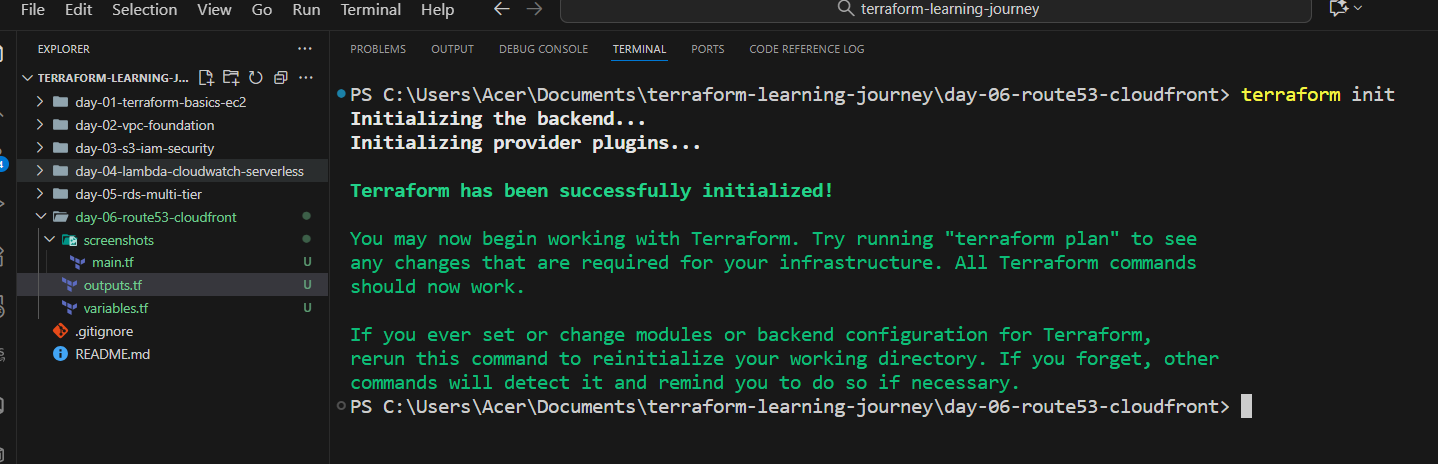 File Edit Selection View Go Run Terminal Help
terraform-learning-journey
EXPLORER
TERRAFORM-LEARNING-J...
day-01-terraform-basics-ec2
day-02-vpc-foundation
day-03-s3-iam-security
day-04-lambda-cloudwatch-serverless
day-05-rds-multi-tier
day-06-route53-cloudfront
screenshots
main.tf U
outputs.tf U
variables.tf U
.gitignore
README.md
PROBLEMS OUTPUT DEBUG CONSOLE TERMINAL PORTS CODE REFERENCE LOG
PS C:\Users\Acer\Documents\terraform-learning-journey\day-06-route53-cloudfront> terraform init
Initializing the backend...
Initializing provider plugins...
Terraform has been successfully initialized!
You may now begin working with Terraform. Try running "terraform plan" to see
any changes that are required for your infrastructure. All Terraform commands
should now work.
If you ever set or change modules or backend configuration for Terraform,
rerun this command to reinitialize your working directory. If you forget, other
commands will detect it and remind you to do so if necessary.
PS C:\Users\Acer\Documents\terraform-learning-journey\day-06-route53-cloudfront>